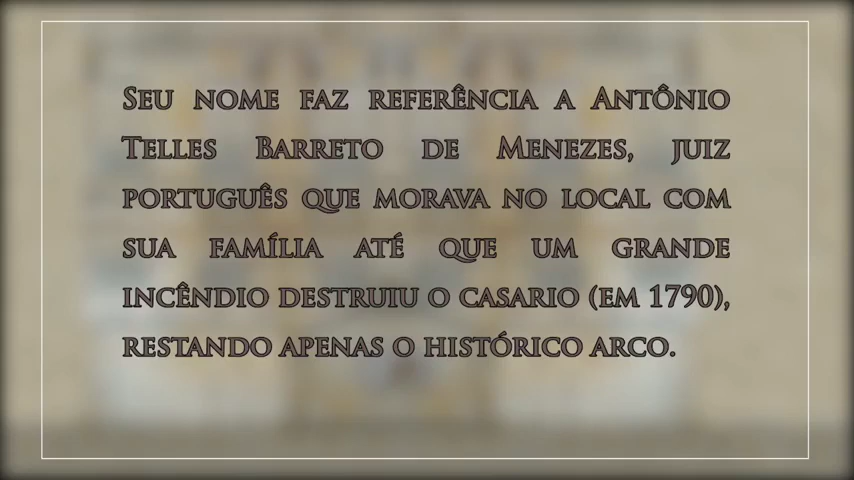 Seu nome faz referência a Antônio
Telles Barreto de Menezes, juiz
português que morava no local com
sua família até que um grande
incêndio destruiu o casario (em 1790),
restando apenas o histórico arco.